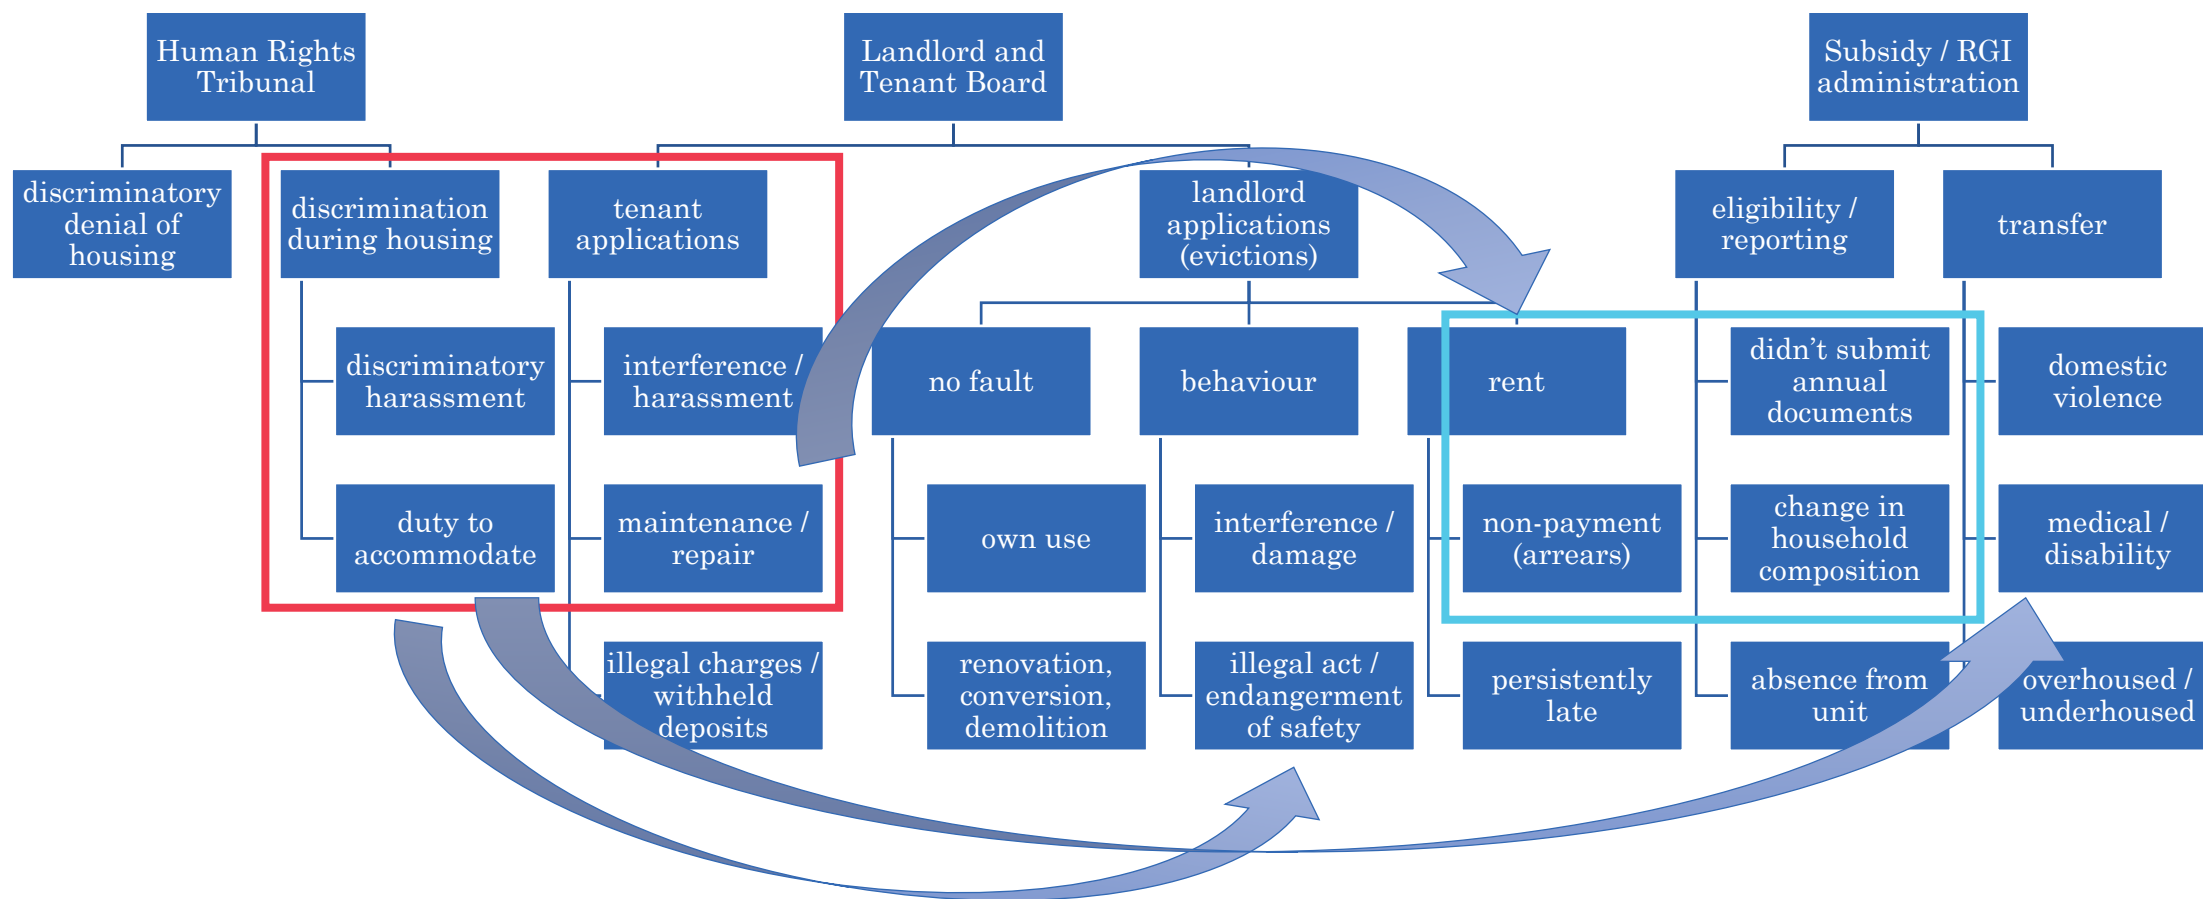 Human Rights
Tribunal
Landlord and
Tenant Board
Subsidy / RGI
administration
discriminatory
denial of
housing
discrimination
during housing
tenant
applications
landlord
applications
(evictions)
eligibility /
reporting
transfer
discriminatory
harassment
interference /
harassment
no fault
behaviour
rent
didn’t submit
annual
documents
domestic
violence
duty to
accommodate
maintenance /
repair
own use
interference /
damage
non-payment
(arrears)
change in
household
composition
medical /
disability
illegal charges /
withheld
deposits
renovation,
conversion,
demolition
illegal act /
endangerment
of safety
persistently
late
absence from
unit
overhoused /
underhoused